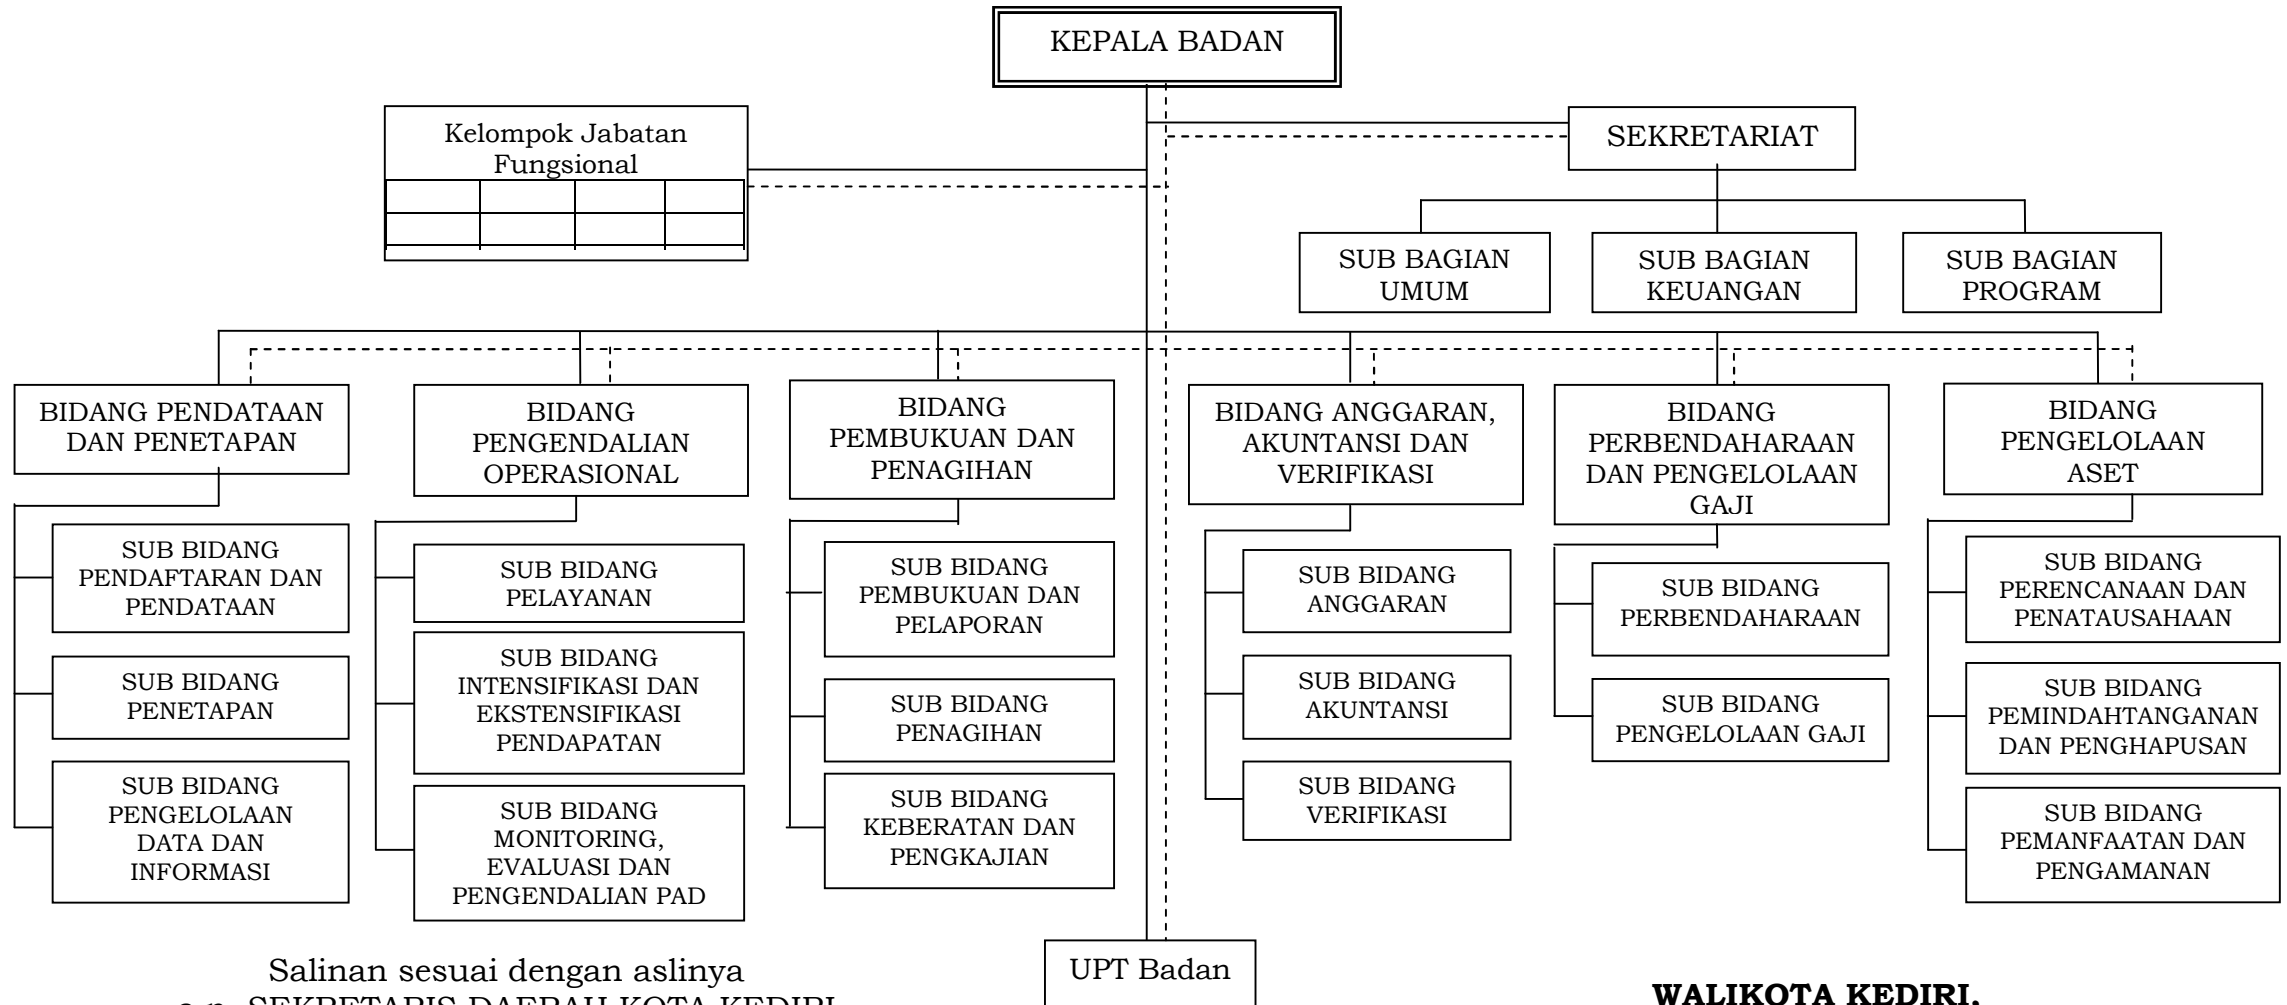 KEPALA BADAN
Kelompok Jabatan
Fungsional
SEKRETARIAT
SUB BAGIAN
UMUM
SUB BAGIAN
KEUANGAN
SUB BAGIAN
PROGRAM
BIDANG PENDATAAN
DAN PENETAPAN
BIDANG
PENGENDALIAN
OPERASIONAL
BIDANG
PEMBUKUAN DAN
PENAGIHAN
BIDANG ANGGARAN,
AKUNTANSI DAN
VERIFIKASI
BIDANG
PERBENDAHARAAN
DAN PENGELOLAAN
GAJI
BIDANG
PENGELOLAAN
ASET
SUB BIDANG
PENDAFTARAN DAN
PENDATAAN
SUB BIDANG
PENETAPAN
SUB BIDANG
PENGELOLAAN
DATA DAN
INFORMASI
SUB BIDANG
PELAYANAN
SUB BIDANG
INTENSIFIKASI DAN
EKSTENSIFIKASI
PENDAPATAN
SUB BIDANG
MONITORING,
EVALUASI DAN
PENGENDALIAN PAD
SUB BIDANG
PEMBUKUAN DAN
PELAPORAN
SUB BIDANG
PENAGIHAN
SUB BIDANG
KEBERATAN DAN
PENGKAJIAN
SUB BIDANG
ANGGARAN
SUB BIDANG
AKUNTANSI
SUB BIDANG
VERIFIKASI
SUB BIDANG
PERBENDAHARAAN
SUB BIDANG
PENGELOLAAN GAJI
SUB BIDANG
PERENCANAAN DAN
PENATAUSAHAAN
SUB BIDANG
PEMINDAHTANGANAN
DAN PENGHAPUSAN
SUB BIDANG
PEMANFAATAN DAN
PENGAMANAN
UPT Badan
Salinan sesuai dengan aslinya
a.n. SEKRETARIS DAERAH KOTA KEDIRI
WALIKOTA KEDIRI,